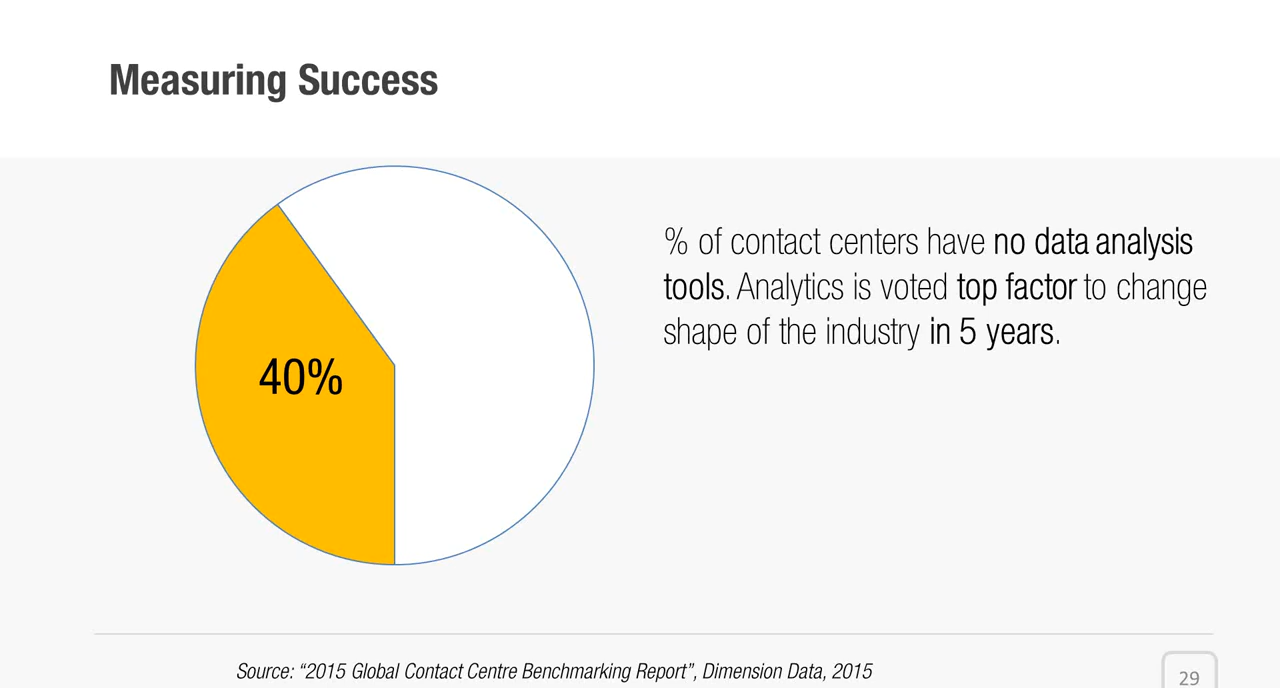 Measuring Success
40%
% of contact centers have no data analysis
tools. Analytics is voted top factor to change
shape of the industry in 5 years.
Source: “2015 Global Contact Centre Benchmarking Report”, Dimension Data, 2015
29